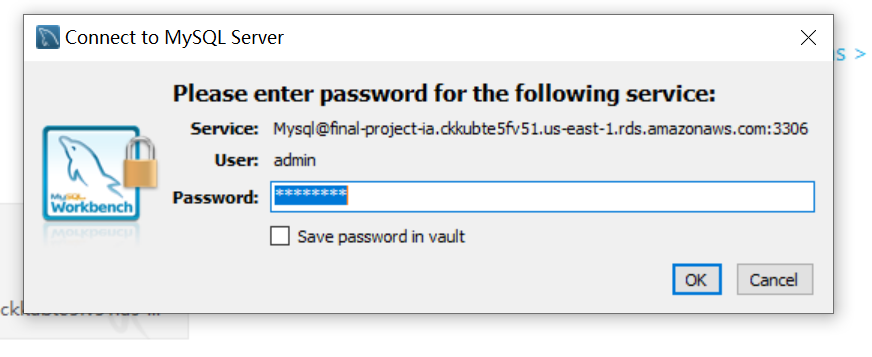 Connect to MySQL Server
s >
Please enter password for the following service:
Service: Mysql@final-project-ia.ckkubte5fv51.us-east-1.rds.amazonaws.com:3306
User: admin
MySQL
Workbench
Password: ********
Save password in vault
OK Cancel